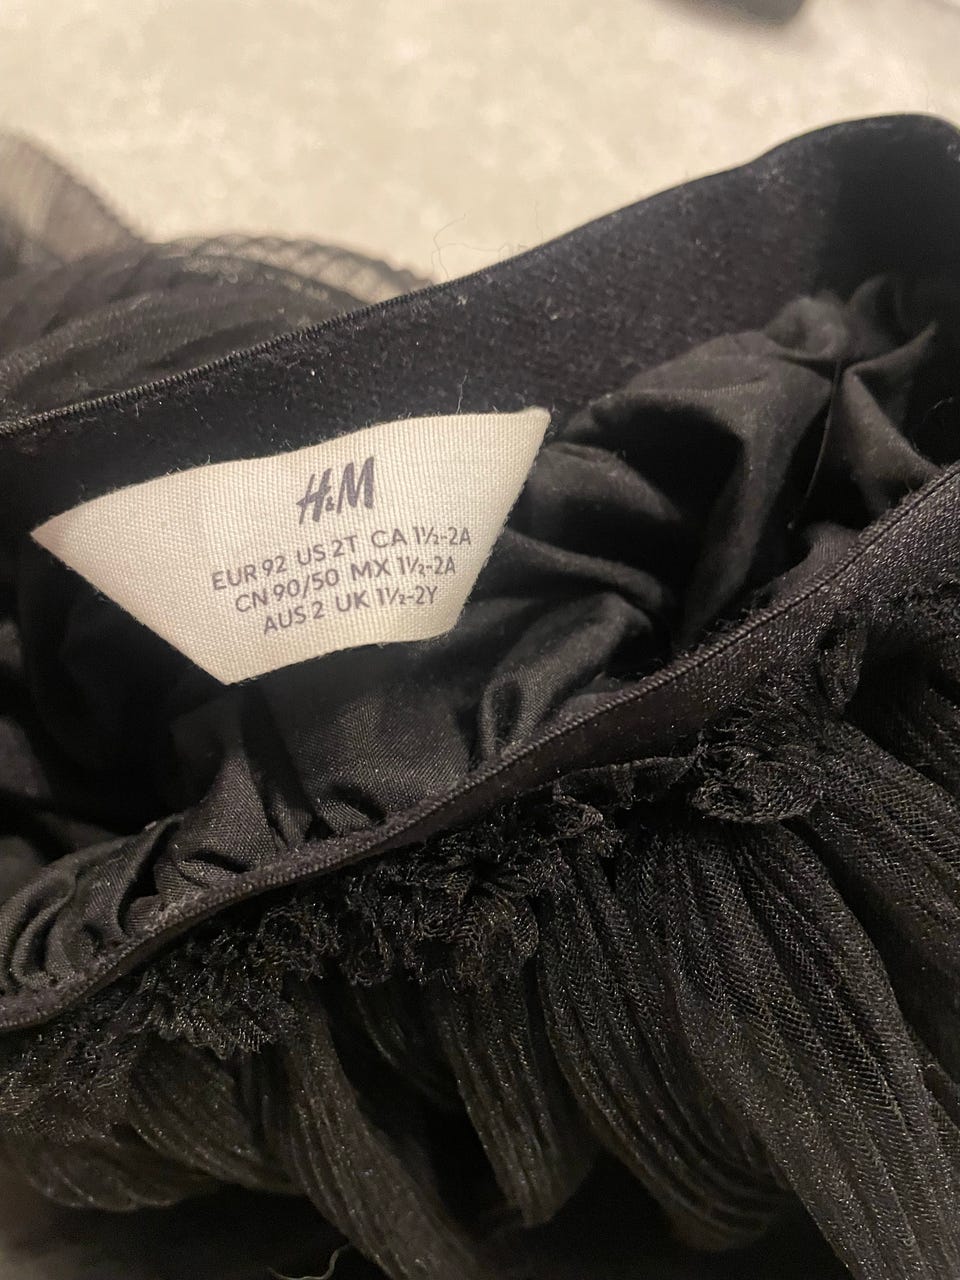 H&M
EUR 92 US 2T CA 1½-2A
CN 90/50 MX 1½-2A
AUS 2 UK 1½-2Y